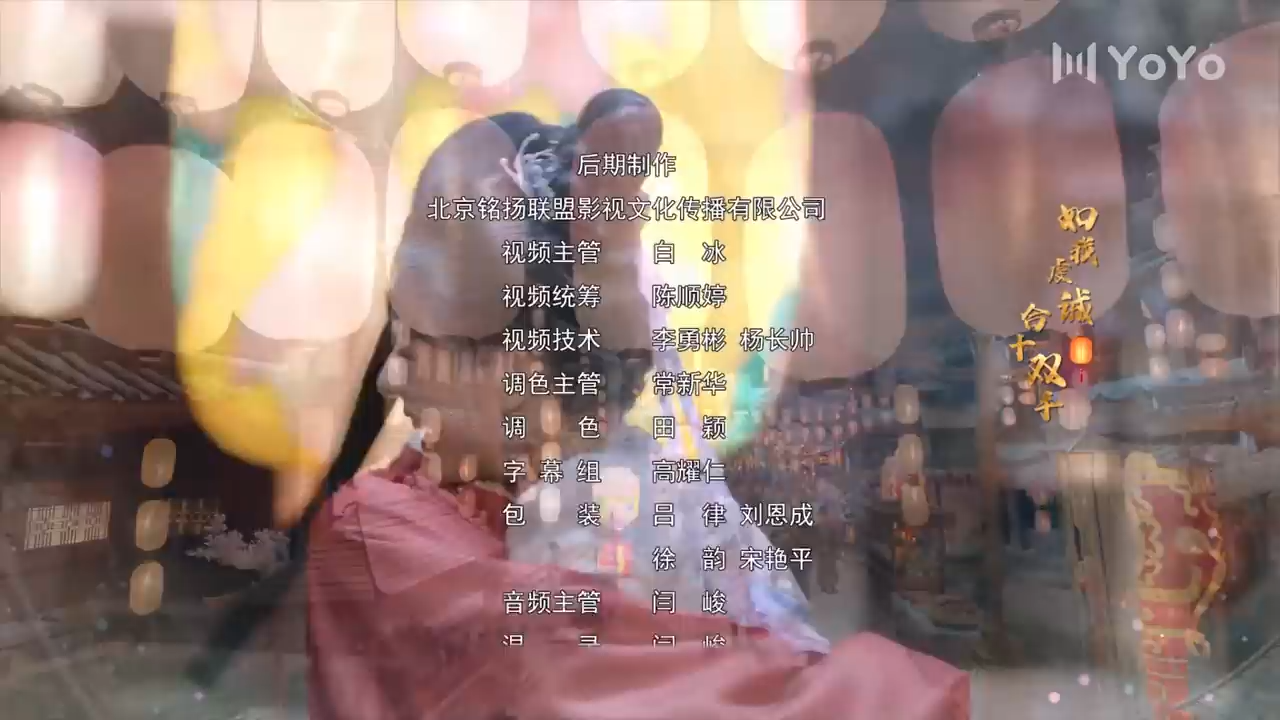 YoYo
后期制作
北京铭扬联盟影视文化传播有限公司
视频主管 白 冰
视频统筹 陈顺婷
视频技术 李勇彬 杨长帅
调色主管 常新华
调 色 田 颖
字 幕 组 高耀仁
包 装 吕 律 刘恩成
徐 韵 宋艳平
音频主管 闫 峻
混 录 闫 峻
如我虔诚
合十双手